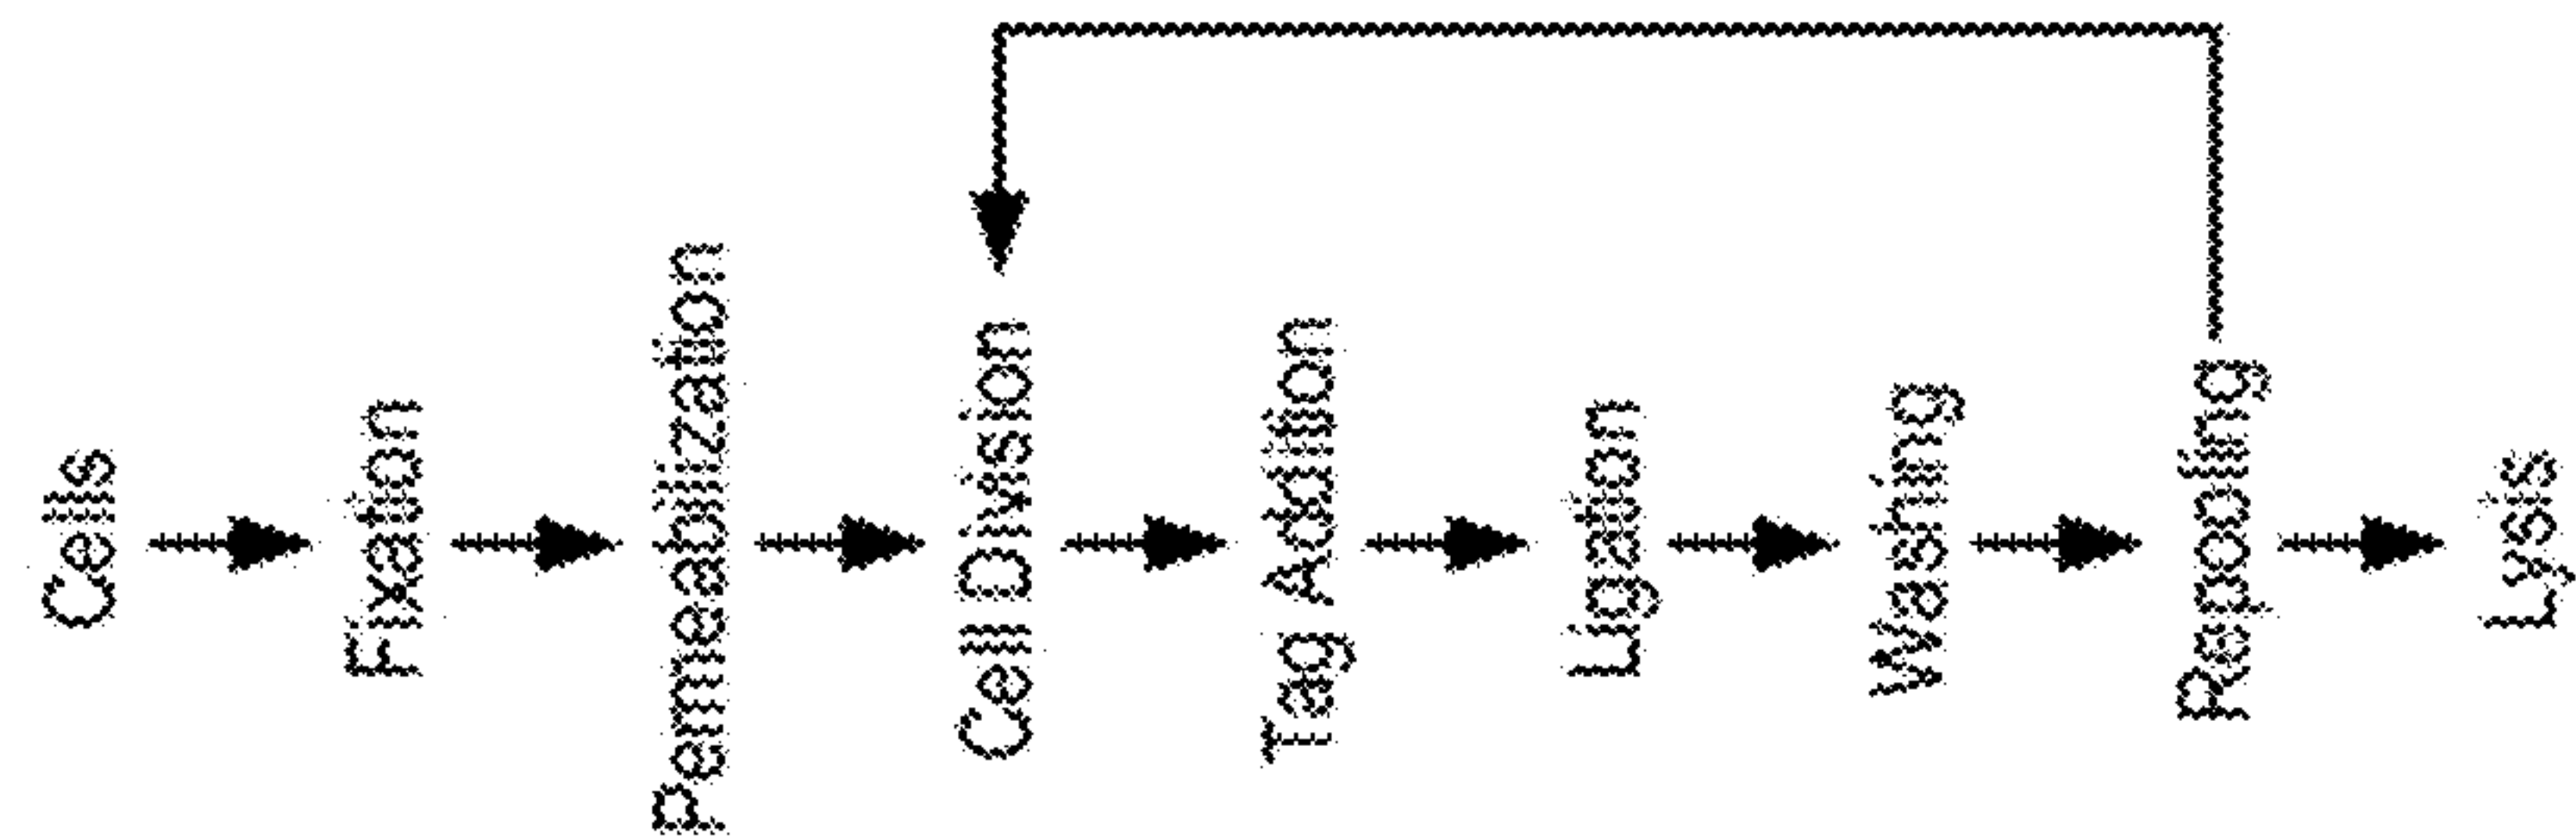 Cells
Fixation
Permeabilization
Cell Division
Tag Addition
Ligation
Washing
Repooling
Lysis